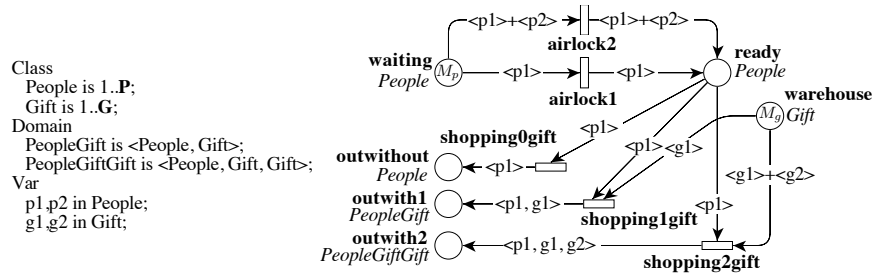 Class
People is 1..P;
Gift is 1..G;
Domain
PeopleGift is <People, Gift>;
PeopleGiftGift is <People, Gift, Gift>;
Var
p1,p2 in People;
g1,g2 in Gift;
<p1>+<p2>
<p1>+<p2>
airlock2
waiting
People
Mp
<p1>
<p1>
airlock1
ready
People
warehouse
Mg
Gift
<p1>
shopping0gift
<p1>
<g1>
outwithout
People
<p1>
<g1>+<g2>
outwith1
PeopleGift
<p1, g1>
shopping1gift
<p1>
outwith2
PeopleGiftGift
<p1, g1, g2>
shopping2gift